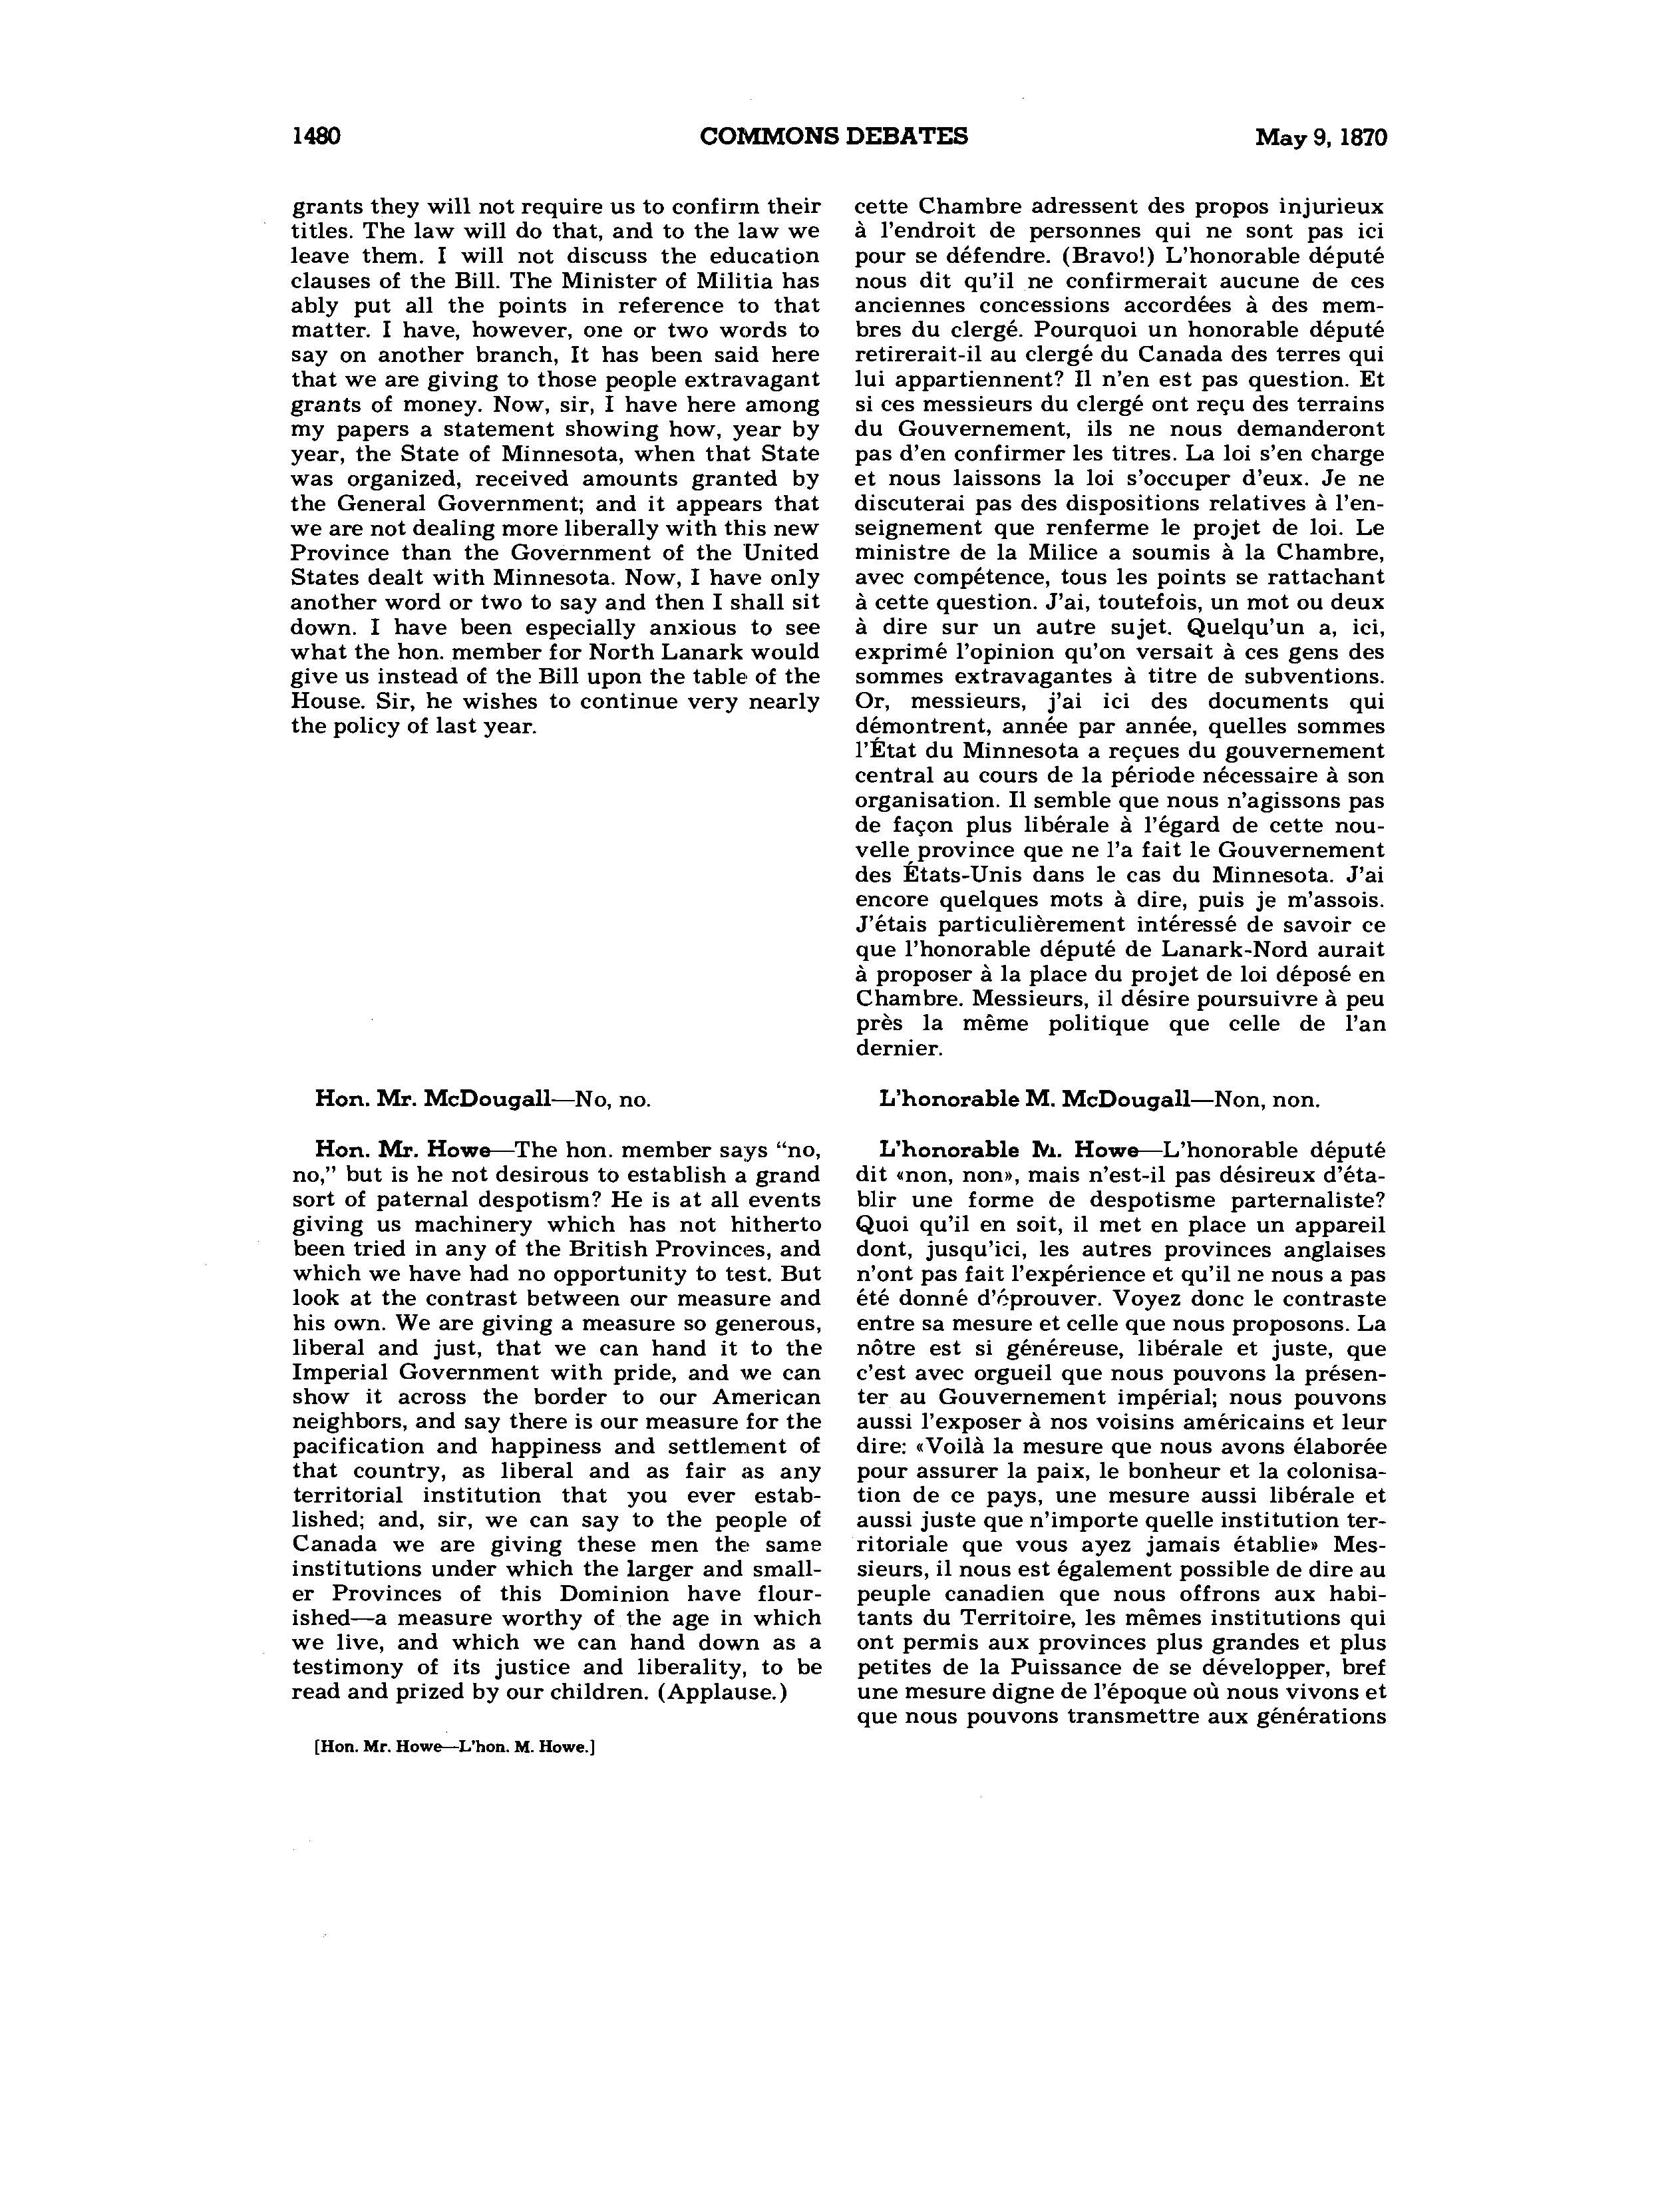 1480
COMMONS DEBATES
May 9, 1870
grants they will not require us to confirm their
titles. The law will do that, and to the law we
leave them. I will not discuss the education
clauses of the Bill. The Minister of Militia has
ably put all the points in reference to that
matter. I have, however, one or two words to
say on another branch, It has been said here
that we are giving to those people extravagant
grants of money. Now, sir, I have here among
my papers a statement showing how, year by
year, the State of Minnesota, when that State
was organized, received amounts granted by
the General Government; and it appears that
we are not dealing more liberally with this new
Province than the Government of the United
States dealt with Minnesota. Now, I have only
another word or two to say and then I shall sit
down. I have been especially anxious to see
what the hon. member for North Lanark would
give us instead of the Bill upon the table of the
House. Sir, he wishes to continue very nearly
the policy of last year.
Hon. Mr. McDougall—No, no.
Hon. Mr. Howe—The hon. member says “no,
no,” but is he not desirous to establish a grand
sort of paternal despotism? He is at all events
giving us machinery which has not hitherto
been tried in any of the British Provinces, and
which we have had no opportunity to test. But
look at the contrast between our measure and
his own. We are giving a measure so generous,
liberal and just, that we can hand it to the
Imperial Government with pride, and we can
show it across the border to our American
neighbors, and say there is our measure for the
pacification and happiness and settlement of
that country, as liberal and as fair as any
territorial institution that you ever estab-
lished; and, sir, we can say to the people of
Canada we are giving these men the same
institutions under which the larger and small-
er Provinces of this Dominion have flour-
ished—a measure worthy of the age in which
we live, and which we can hand down as a
testimony of its justice and liberality, to be
read and prized by our children. (Applause.)
[Hon. Mr. Howe—L’hon. M. Howe.]
cette Chambre adressent des propos injurieux
à l’endroit de personnes qui ne sont pas ici
pour se défendre. (Bravo!) L’honorable député
nous dit qu’il ne confirmerait aucune de ces
anciennes concessions accordées à des mem-
bres du clergé. Pourquoi un honorable député
retirerait-il au clergé du Canada des terres qui
lui appartiennent? Il n’en est pas question. Et
si ces messieurs du clergé ont reçu des terrains
du Gouvernement, ils ne nous demanderont
pas d’en confirmer les titres. La loi s’en charge
et nous laissons la loi s’occuper d’eux. Je ne
discuterai pas des dispositions relatives à l’en-
seignement que renferme le projet de loi. Le
ministre de la Milice a soumis à la Chambre,
avec compétence, tous les points se rattachant
à cette question. J’ai, toutefois, un mot ou deux
à dire sur un autre sujet. Quelqu’un a, ici,
exprimé l’opinion qu’on versait à ces gens des
sommes extravagantes à titre de subventions.
Or, messieurs, j’ai ici des documents qui
démontrent, année par année, quelles sommes
l’État du Minnesota a reçues du gouvernement
central au cours de la période nécessaire à son
organisation. Il semble que nous n’agissons pas
de façon plus libérale à l’égard de cette nou-
velle province que ne l’a fait le Gouvernement
des États-Unis dans le cas du Minnesota. J’ai
encore quelques mots à dire, puis je m’assois.
J’étais particulièrement intéressé de savoir ce
que l’honorable député de Lanark-Nord aurait
à proposer à la place du projet de loi déposé en
Chambre. Messieurs, il désire poursuivre à peu
près la même politique que celle de l’an
dernier.
L’honorable M. McDougall—Non, non.
L’honorable M. Howe—L’honorable député
dit «non, non», mais n’est-il pas désireux d’éta-
blir une forme de despotisme parternaliste?
Quoi qu’il en soit, il met en place un appareil
dont, jusqu’ici, les autres provinces anglaises
n’ont pas fait l’expérience et qu’il ne nous a pas
été donné d’éprouver. Voyez donc le contraste
entre sa mesure et celle que nous proposons. La
nôtre est si généreuse, libérale et juste, que
c’est avec orgueil que nous pouvons la présen-
ter au Gouvernement impérial; nous pouvons
aussi l’exposer à nos voisins américains et leur
dire: «Voilà la mesure que nous avons élaborée
pour assurer la paix, le bonheur et la colonisa-
tion de ce pays, une mesure aussi libérale et
aussi juste que n’importe quelle institution ter-
ritoriale que vous ayez jamais établie» Mes-
sieurs, il nous est également possible de dire au
peuple canadien que nous offrons aux habi-
tants du Territoire, les mêmes institutions qui
ont permis aux provinces plus grandes et plus
petites de la Puissance de se développer, bref
une mesure digne de l’époque où nous vivons et
que nous pouvons transmettre aux générations